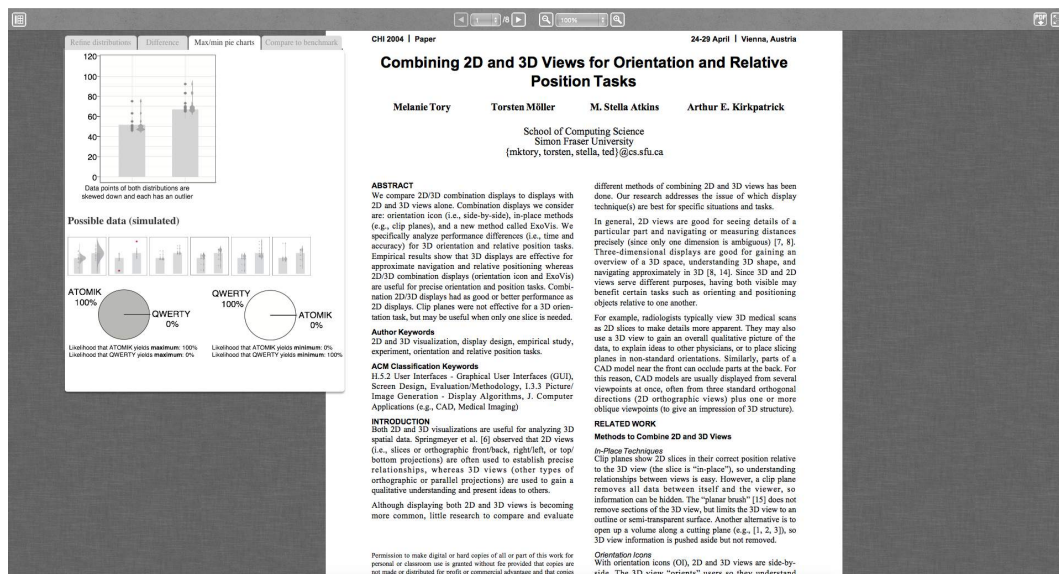 1
/8
100%
PDF
Refine distributions
Difference
Max/min pie charts
Compare to benchmark
120
100
80
60
40
20
0
Data points of both distributions are
skewed down and each has an outlier
Possible data (simulated)
ATOMIK
100%
QWERTY
0%
Likelihood that ATOMIK yields maximum: 100%
Likelihood that QWERTY yields maximum: 0%
QWERTY
100%
ATOMIK
0%
Likelihood that ATOMIK yields minimum: 0%
Likelihood that QWERTY yields minimum: 100%
CHI 2004 | Paper
24-29 April | Vienna, Austria
Combining 2D and 3D Views for Orientation and Relative
Position Tasks
Melanie Tory Torsten Möller M. Stella Atkins Arthur E. Kirkpatrick
School of Computing Science
Simon Fraser University
{mktory, torsten, stella, ted}@cs.sfu.ca
ABSTRACT
We compare 2D/3D combination displays to displays with
2D and 3D views alone. Combination displays we consider
are: orientation icon (i.e., side-by-side), in-place methods
(e.g., clip planes), and a new method called ExoVis. We
specifically analyze performance differences (i.e., time and
accuracy) for 3D orientation and relative position tasks.
Empirical results show that 3D displays are effective for
approximate navigation and relative positioning whereas
2D/3D combination displays (orientation icon and ExoVis)
are useful for precise orientation and position tasks. Combi-
nation 2D/3D displays had as good or better performance as
2D displays. Clip planes were not effective for a 3D orien-
tation task, but may be useful when only one slice is needed.
Author Keywords
2D and 3D visualization, display design, empirical study,
experiment, orientation and relative position tasks.
ACM Classification Keywords
H.5.2 User Interfaces - Graphical User Interfaces (GUI),
Screen Design, Evaluation/Methodology, I.3.3 Picture/
Image Generation - Display Algorithms, J. Computer
Applications (e.g., CAD, Medical Imaging)
INTRODUCTION
Both 2D and 3D visualizations are useful for analyzing 3D
spatial data. Springmeyer et al. [6] observed that 2D views
(i.e., slices or orthographic front/back, right/left, or top/
bottom projections) are often used to establish precise
relationships, whereas 3D views (other types of
orthographic or parallel projections) are used to gain a
qualitative understanding and present ideas to others.
Although displaying both 2D and 3D views is becoming
more common, little research to compare and evaluate
Permission to make digital or hard copies of all or part of this work for
personal or classroom use is granted without fee provided that copies are
not made or distributed for profit or commercial advantage and that copies
different methods of combining 2D and 3D views has been
done. Our research addresses the issue of which display
technique(s) are best for specific situations and tasks.
In general, 2D views are good for seeing details of a
particular part and navigating or measuring distances
precisely (since only one dimension is ambiguous) [7, 8].
Three-dimensional displays are good for gaining an
overview of a 3D space, understanding 3D shape, and
navigating approximately in 3D [8, 14]. Since 3D and 2D
views serve different purposes, having both visible may
benefit certain tasks such as orienting and positioning
objects relative to one another.
For example, radiologists typically view 3D medical scans
as 2D slices to make details more apparent. They may also
use a 3D view to gain an overall qualitative picture of the
data, to explain ideas to other physicians, or to place slicing
planes in non-standard orientations. Similarly, parts of a
CAD model near the front can occlude parts at the back. For
this reason, CAD models are usually displayed from several
viewpoints at once, often from three standard orthogonal
directions (2D orthographic views) plus one or more
oblique viewpoints (to give an impression of 3D structure).
RELATED WORK
Methods to Combine 2D and 3D Views
In-Place Techniques
Clip planes show 2D slices in their correct position relative
to the 3D view (the slice is “in-place”), so understanding
relationships between views is easy. However, a clip plane
removes all data between itself and the viewer, so
information can be hidden. The “planar brush” [15] does not
remove sections of the 3D view, but limits the 3D view to an
outline or semi-transparent surface. Another alternative is to
open up a volume along a cutting plane (e.g., [1, 2, 3]), so
3D view information is pushed aside but not removed.
Orientation Icons
With orientation icons (OI), 2D and 3D views are side-by-
side. The 3D view “orients” users so they understand